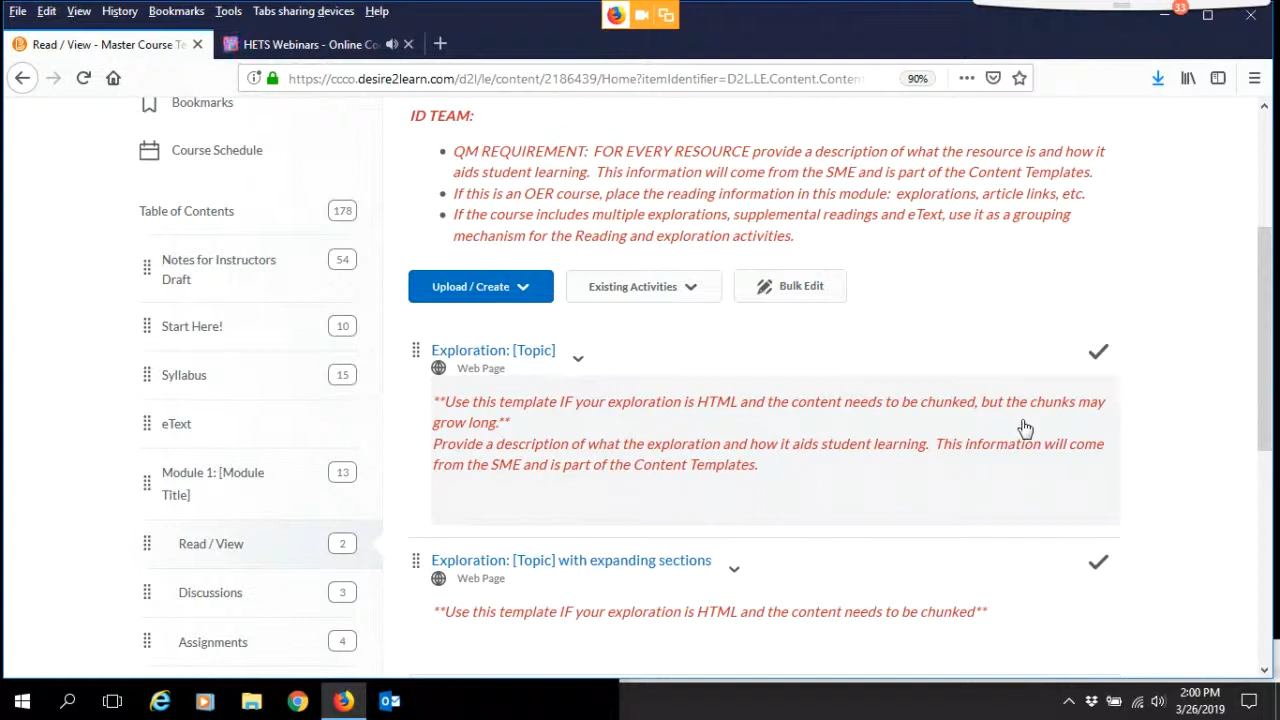 File Edit View History Bookmarks Tools Tabs sharing devices Help
33
Read / View - Master Course Te
HETS Webinars - Online Co
https://ccco.desire2learn.com/d2l/le/content/2186439/Home?itemIdentifier=D2L.LE.Content.Conten
90%
Bookmarks
Course Schedule
Table of Contents 178
Notes for Instructors Draft 54
Start Here! 10
Syllabus 15
eText
Module 1: [Module Title] 13
Read / View 2
Discussions 3
Assignments 4
ID TEAM:
QM REQUIREMENT: FOR EVERY RESOURCE provide a description of what the resource is and how it
aids student learning. This information will come from the SME and is part of the Content Templates.
If this is an OER course, place the reading information in this module: explorations, article links, etc.
If the course includes multiple explorations, supplemental readings and eText, use it as a grouping
mechanism for the Reading and exploration activities.
Upload / Create Existing Activities Bulk Edit
Exploration: [Topic]
Web Page
**Use this template IF your exploration is HTML and the content needs to be chunked, but the chunks may
grow long.**
Provide a description of what the exploration and how it aids student learning. This information will come
from the SME and is part of the Content Templates.
Exploration: [Topic] with expanding sections
Web Page
**Use this template IF your exploration is HTML and the content needs to be chunked**
2:00 PM
3/26/2019